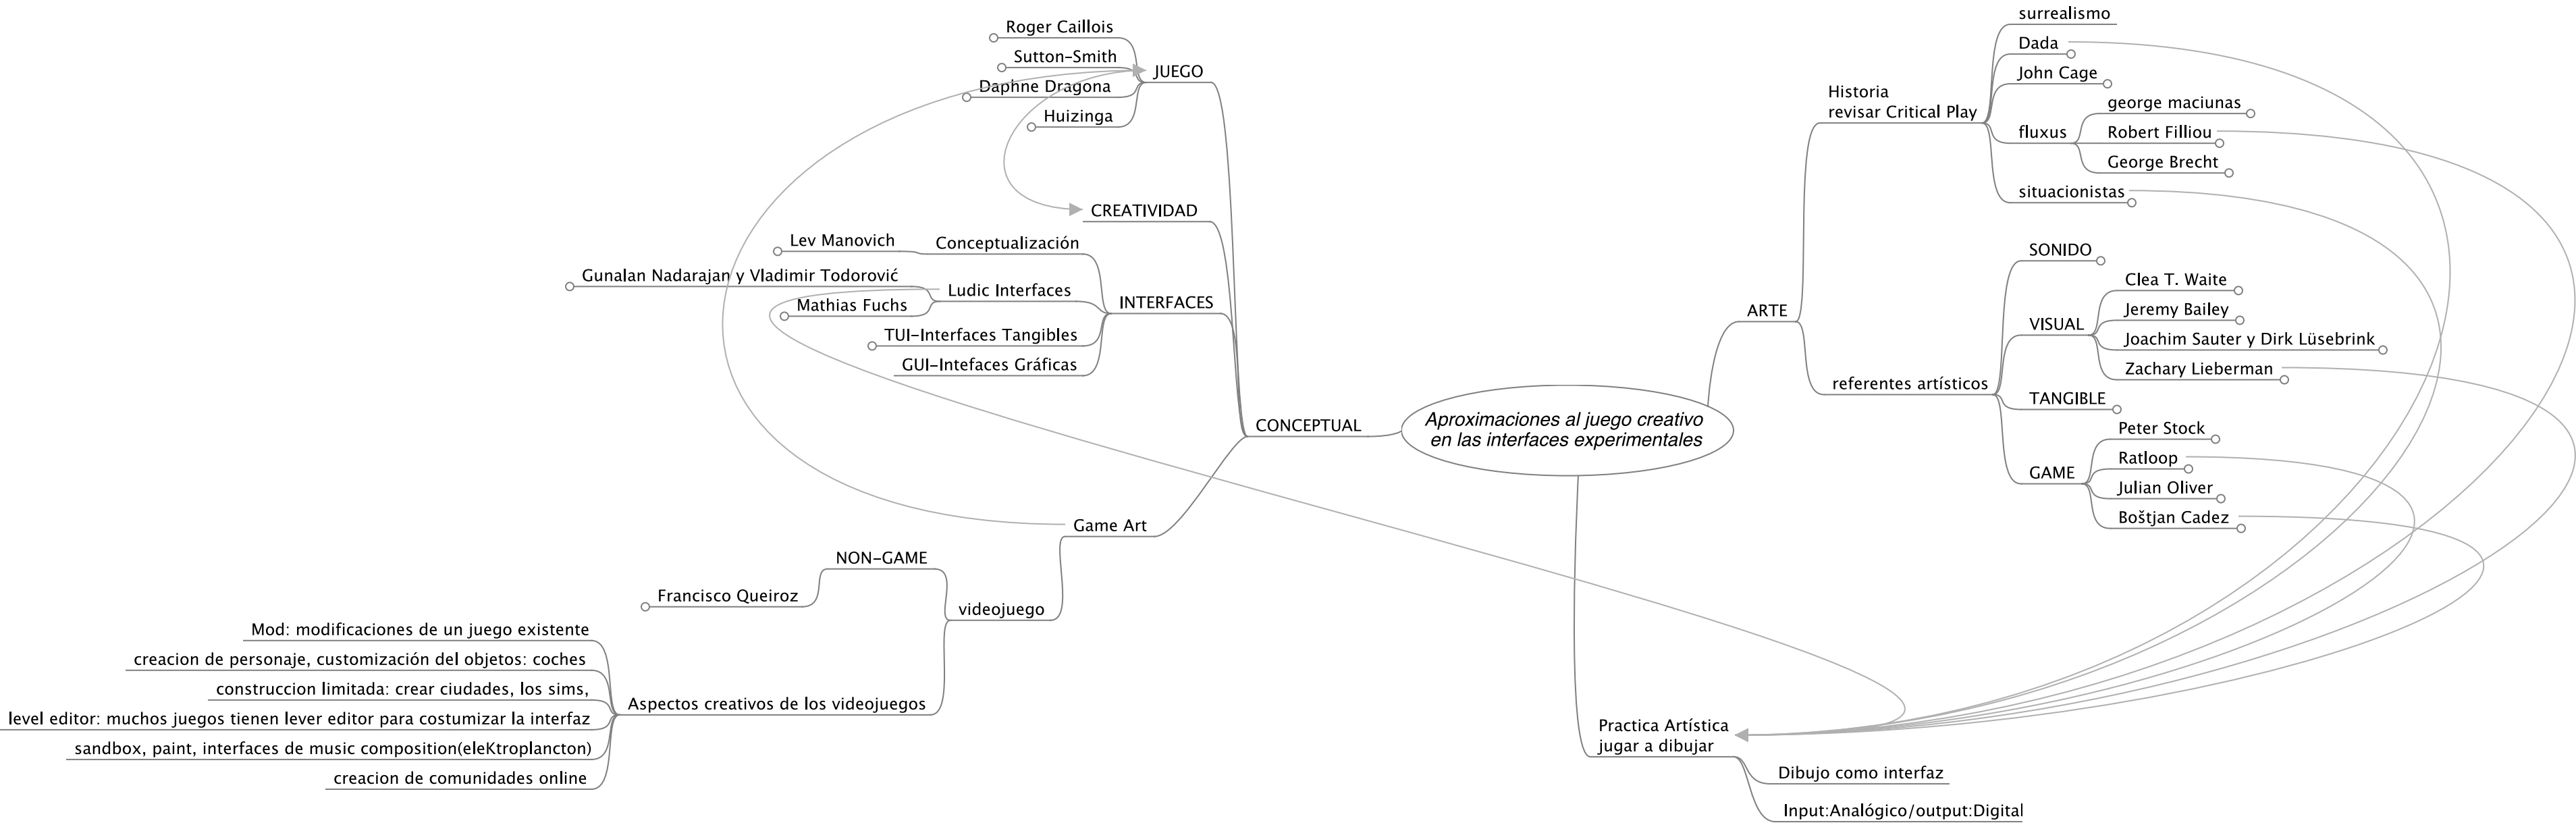 Aproximaciones al juego creativo
en las interfaces experimentales
CONCEPTUAL
JUEGO
Roger Caillois
Sutton-Smith
Daphne Dragona
Huizinga
CREATIVIDAD
INTERFACES
Conceptualización
Lev Manovich
Ludic Interfaces
Gunalan Nadarajan y Vladimir Todorović
Mathias Fuchs
TUI-Interfaces Tangibles
GUI-Intefaces Gráficas
Game Art
videojuego
NON-GAME
Francisco Queiroz
Aspectos creativos de los videojuegos
Mod: modificaciones de un juego existente
creacion de personaje, customización del objetos: coches
construccion limitada: crear ciudades, los sims,
level editor: muchos juegos tienen lever editor para costumizar la interfaz
sandbox, paint, interfaces de music composition(eleKtroplancton)
creacion de comunidades online
ARTE
Historia
revisar Critical Play
surrealismo
Dada
John Cage
fluxus
george maciunas
Robert Filliou
George Brecht
situacionistas
referentes artísticos
SONIDO
VISUAL
Clea T. Waite
Jeremy Bailey
Joachim Sauter y Dirk Lüsebrink
Zachary Lieberman
TANGIBLE
GAME
Peter Stock
Ratloop
Julian Oliver
Boštjan Cadez
Practica Artística
jugar a dibujar
Dibujo como interfaz
Input:Analógico/output:Digital